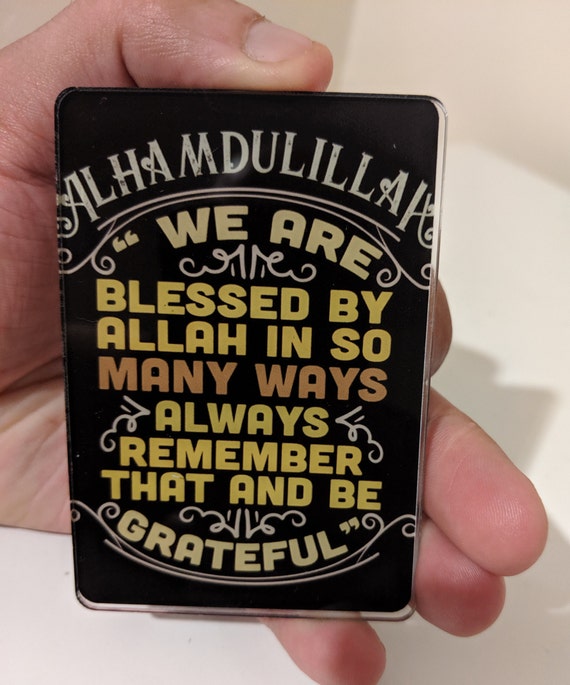 ALHAMDULILLAH
“ WE ARE
BLESSED BY
ALLAH IN SO
MANY WAYS
ALWAYS
REMEMBER
THAT AND BE
GRATEFUL”